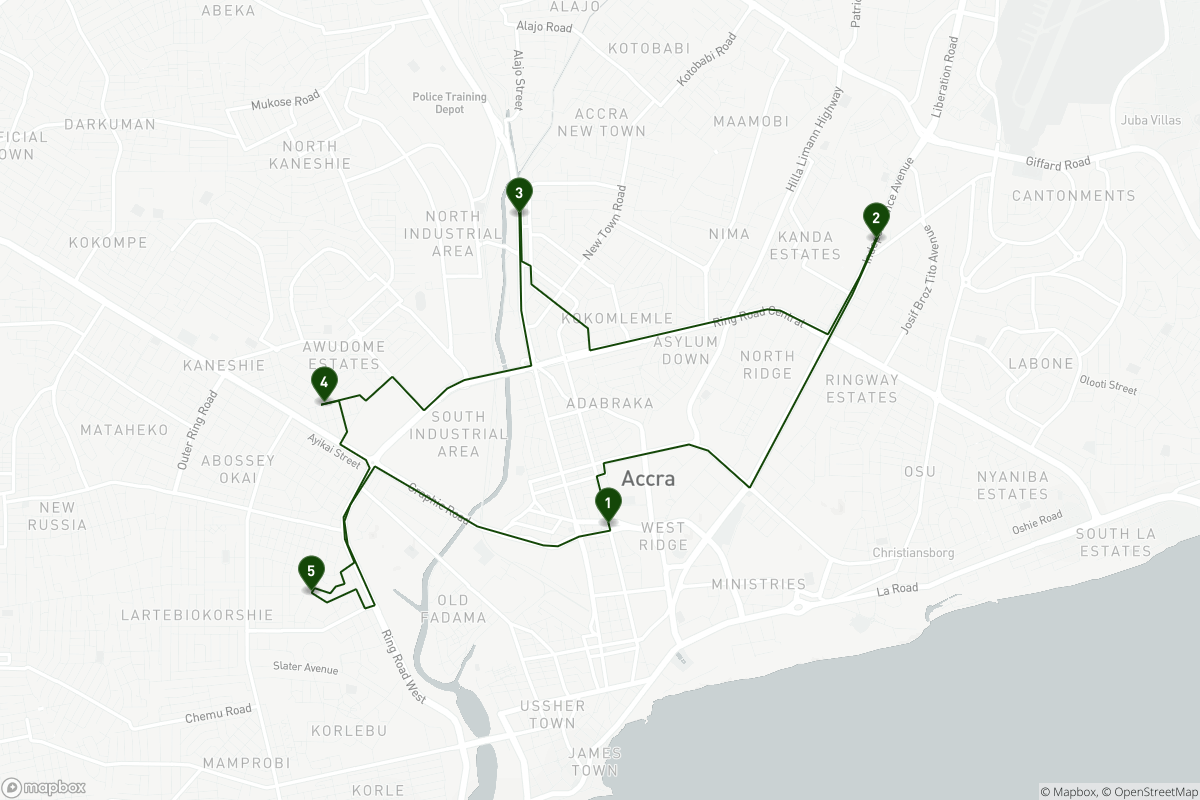 ALAJO
Alajo Road
ABEKA
KOTOBABI
Kotobabi Road
Alajo Street
Liberation Road
Mukose Road
Police Training
Depot
ACCRA
NEW TOWN
MAAMOBI
Juba Villas
DARKUMAN
Hilla Limann Highway
NORTH
KANESHIE
Giffard Road
CANTONMENTS
3
2
NORTH
INDUSTRIAL
AREA
New Town Road
NIMA
KANDA
ESTATES
KOKOMPE
Josif Broz Tito Avenue
KOKOMLEMLE
Ring Road Central
ASYLUM
DOWN
AWUDOME
ESTATES
KANESHIE
NORTH
RIDGE
LABONE
Olooti Street
RINGWAY
ESTATES
4
ADABRAKA
Outer Ring Road
MATAHEKO
SOUTH
INDUSTRIAL
AREA
Ayikai Street
ABOSSEY
OKAI
OSU
Accra
NYANIBA
ESTATES
Graphic Road
1
NEW
RUSSIA
WEST
RIDGE
Oshie Road
SOUTH LA
ESTATES
Christiansborg
5
MINISTRIES
La Road
OLD
FADAMA
LARTEBIOKORSHIE
Slater Avenue
Ring Road West
Chemu Road
USSHER
TOWN
KORLEBU
JAMES
TOWN
MAMPROBI
KORLE
mapbox
© Mapbox, © OpenStreetMap